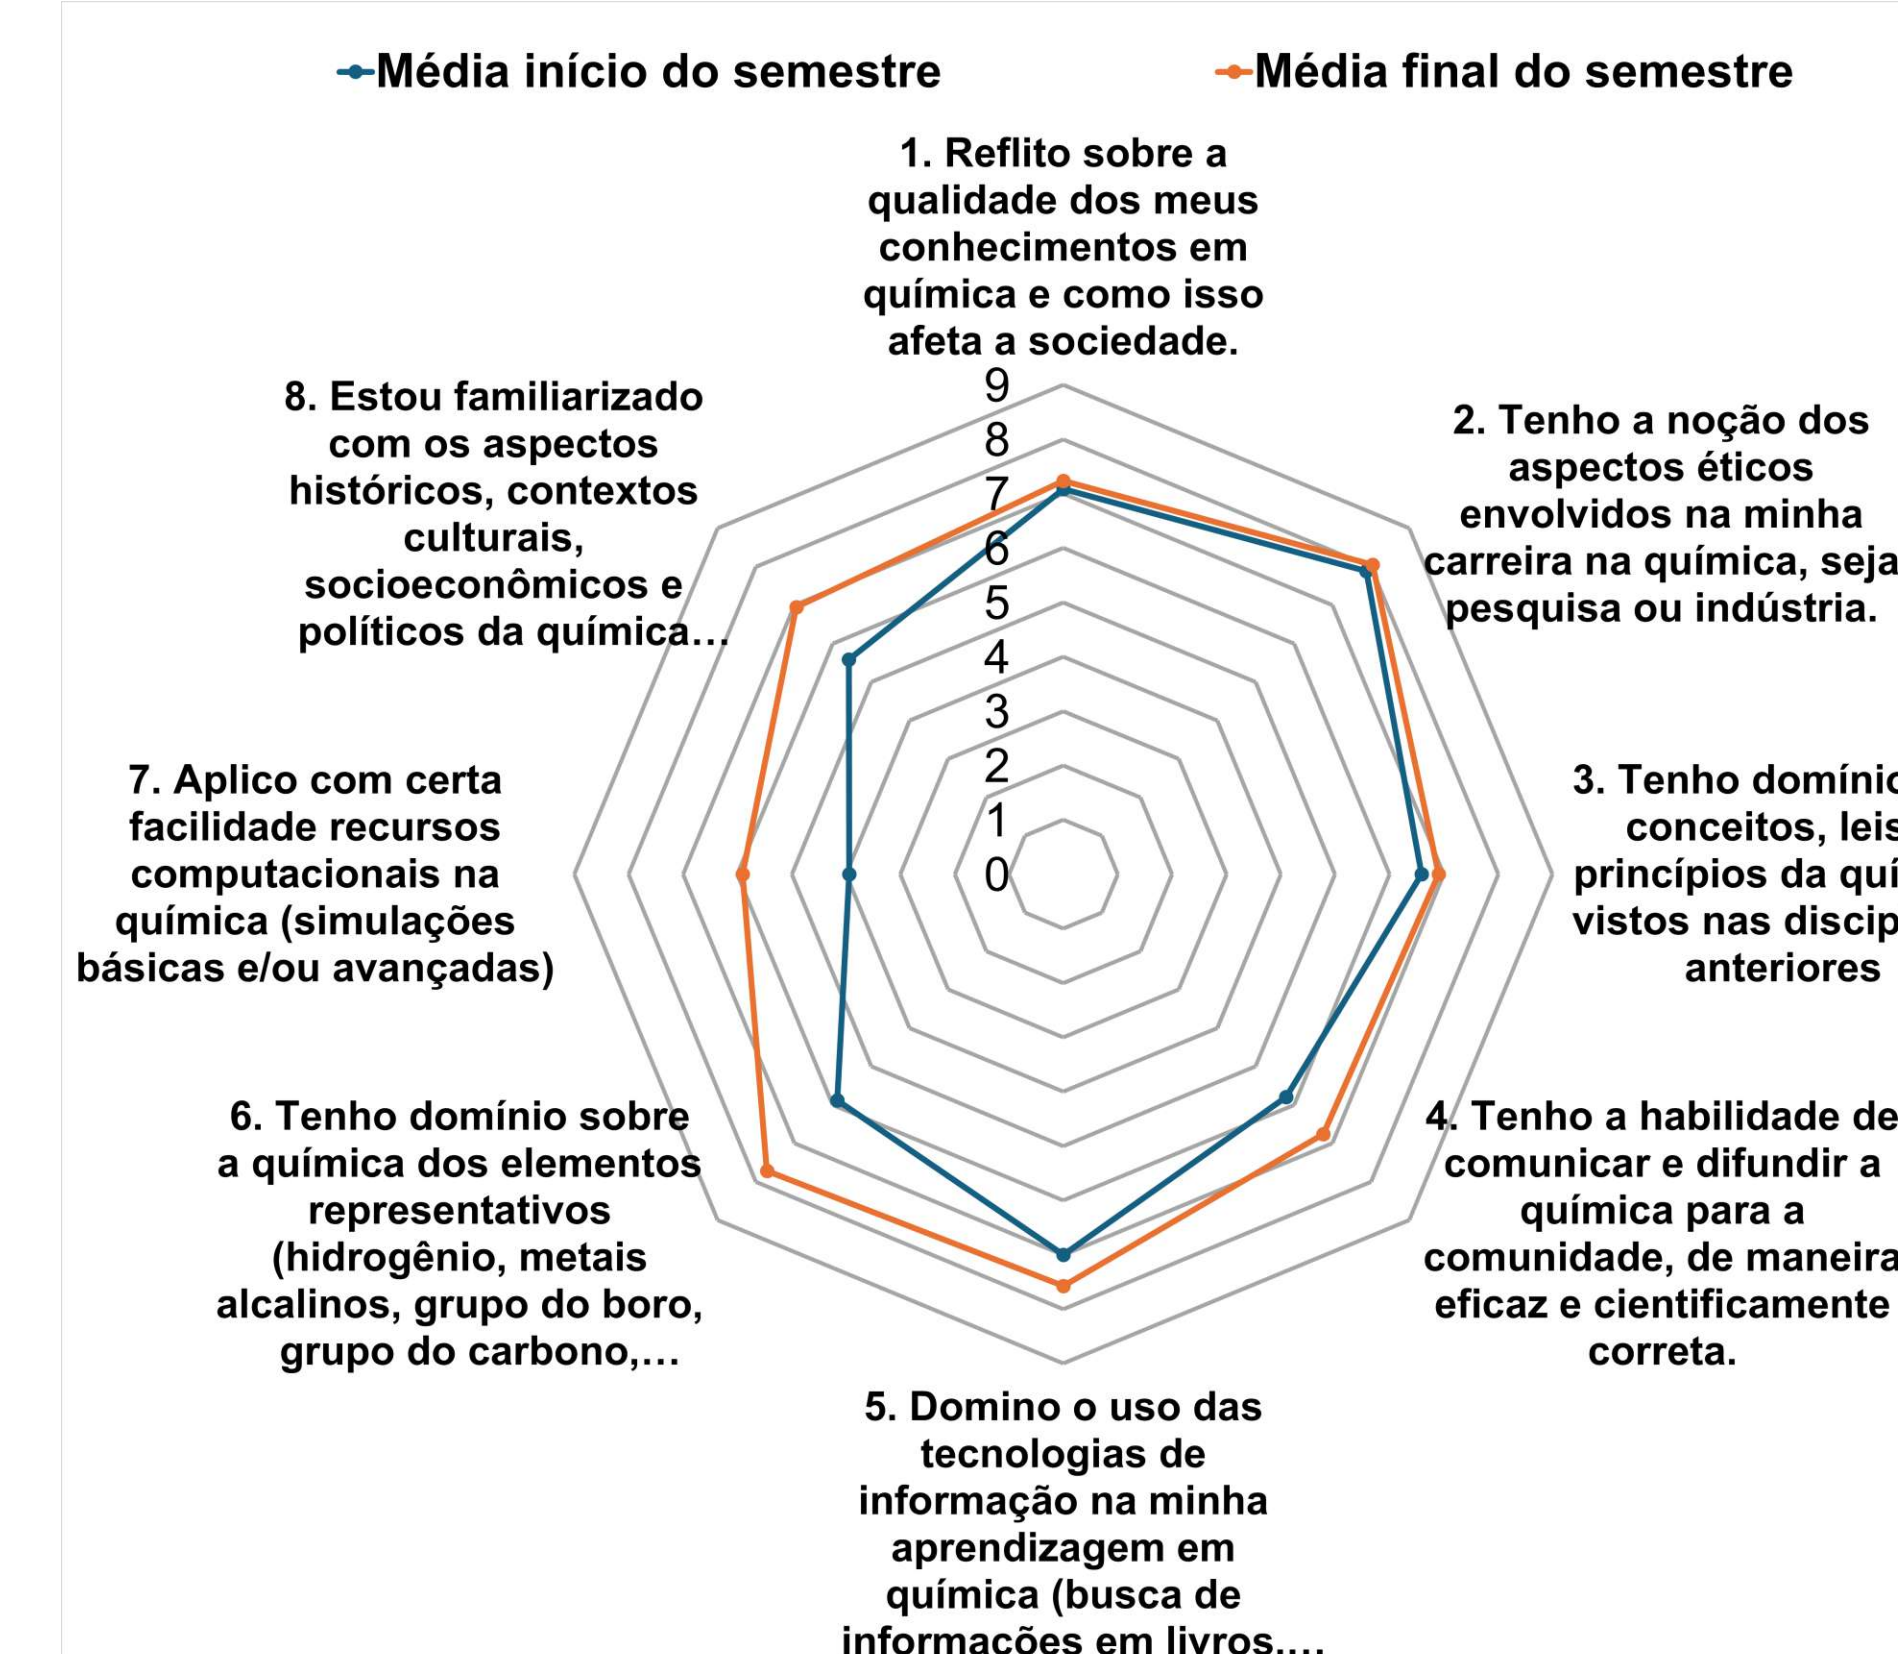 Média início do semestre
Média final do semestre
1. Reflito sobre a
qualidade dos meus
conhecimentos em
química e como isso
afeta a sociedade.
2. Tenho a noção dos
aspectos éticos
envolvidos na minha
carreira na química, seja
pesquisa ou indústria.
3. Tenho domínio
conceitos, leis
princípios da quí
vistos nas discip
anteriores
4. Tenho a habilidade de
comunicar e difundir a
química para a
comunidade, de maneira
eficaz e cientificamente
correta.
5. Domino o uso das
tecnologias de
informação na minha
aprendizagem em
química (busca de
informações em livros,…
6. Tenho domínio sobre
a química dos elementos
representativos
(hidrogênio, metais
alcalinos, grupo do boro,
grupo do carbono,…
7. Aplico com certa
facilidade recursos
computacionais na
química (simulações
básicas e/ou avançadas)
8. Estou familiarizado
com os aspectos
históricos, contextos
culturais,
socioeconômicos e
políticos da química…
9
8
7
6
5
4
3
2
1
0